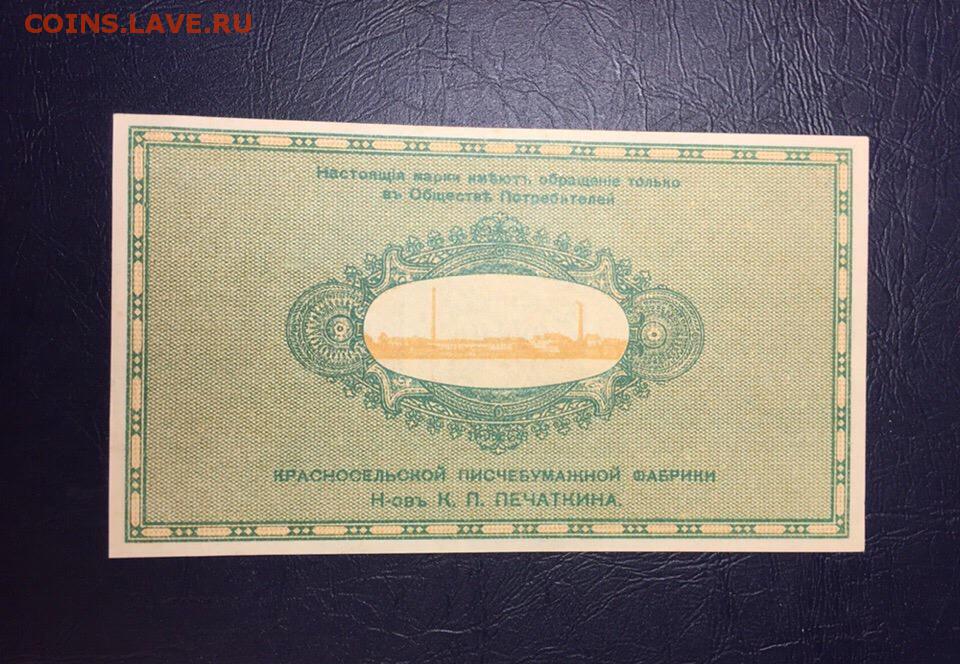 COINS.LAVE.RU
Настоящія марки имѣютъ обращеніе только
въ Обществѣ Потребителей
КРАСНОСЕЛЬСКОЙ ПИСЧЕБУМАЖНОЙ ФАБРИКИ
Н-овъ К. П. ПЕЧАТКИНА.